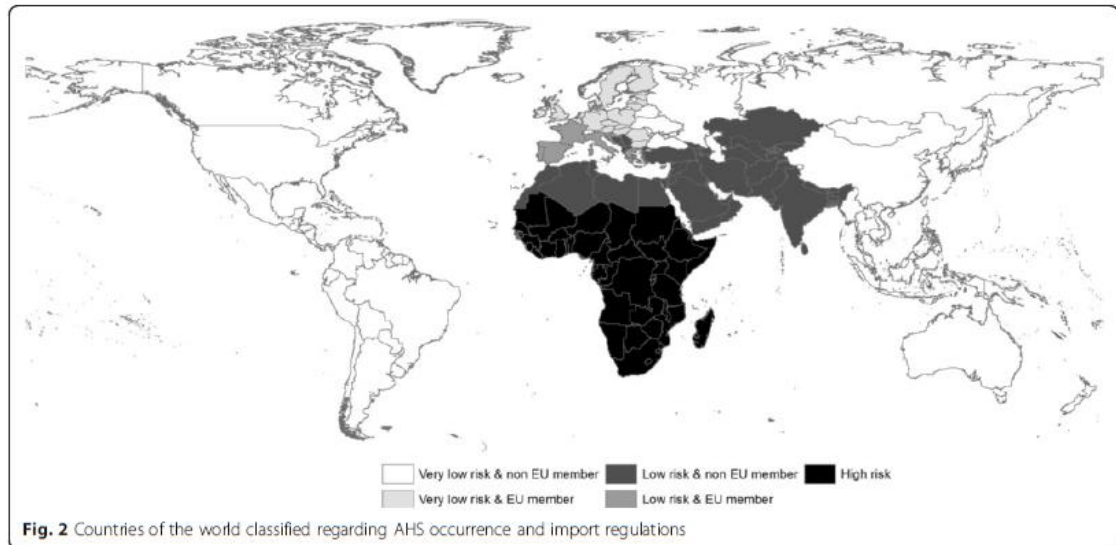 Very low risk & non EU member Low risk & non EU member High risk
Very low risk & EU member Low risk & EU member
Fig. 2 Countries of the world classified regarding AHS occurrence and import regulations